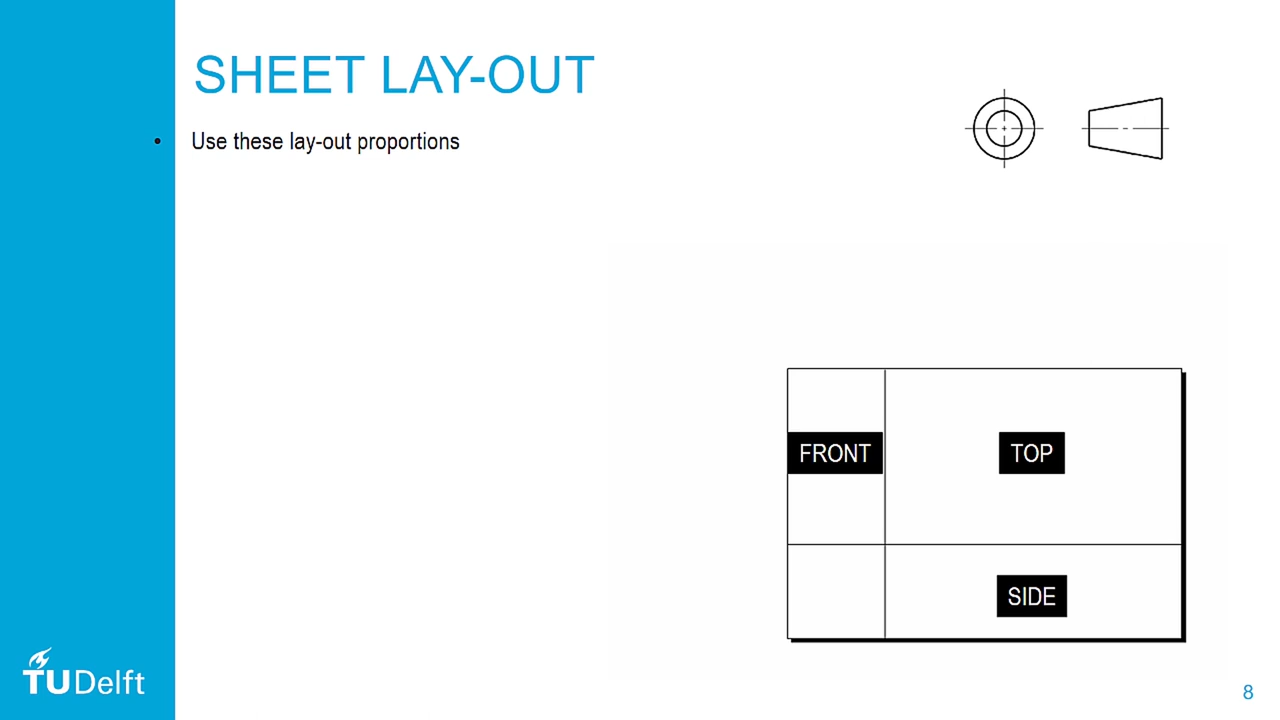 SHEET LAY-OUT
• Use these lay-out proportions
FRONT
TOP
SIDE
TUDelft
8